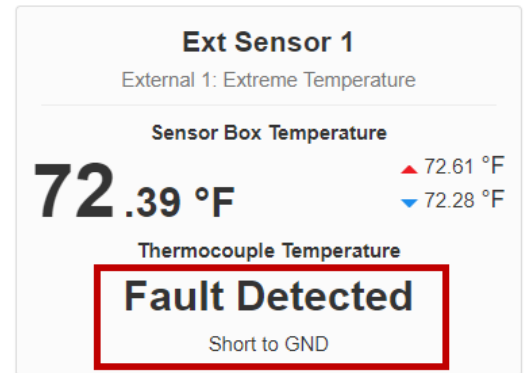 Ext Sensor 1
External 1: Extreme Temperature
Sensor Box Temperature
72.39 °F
72.61 °F
72.28 °F
Thermocouple Temperature
Fault Detected
Short to GND